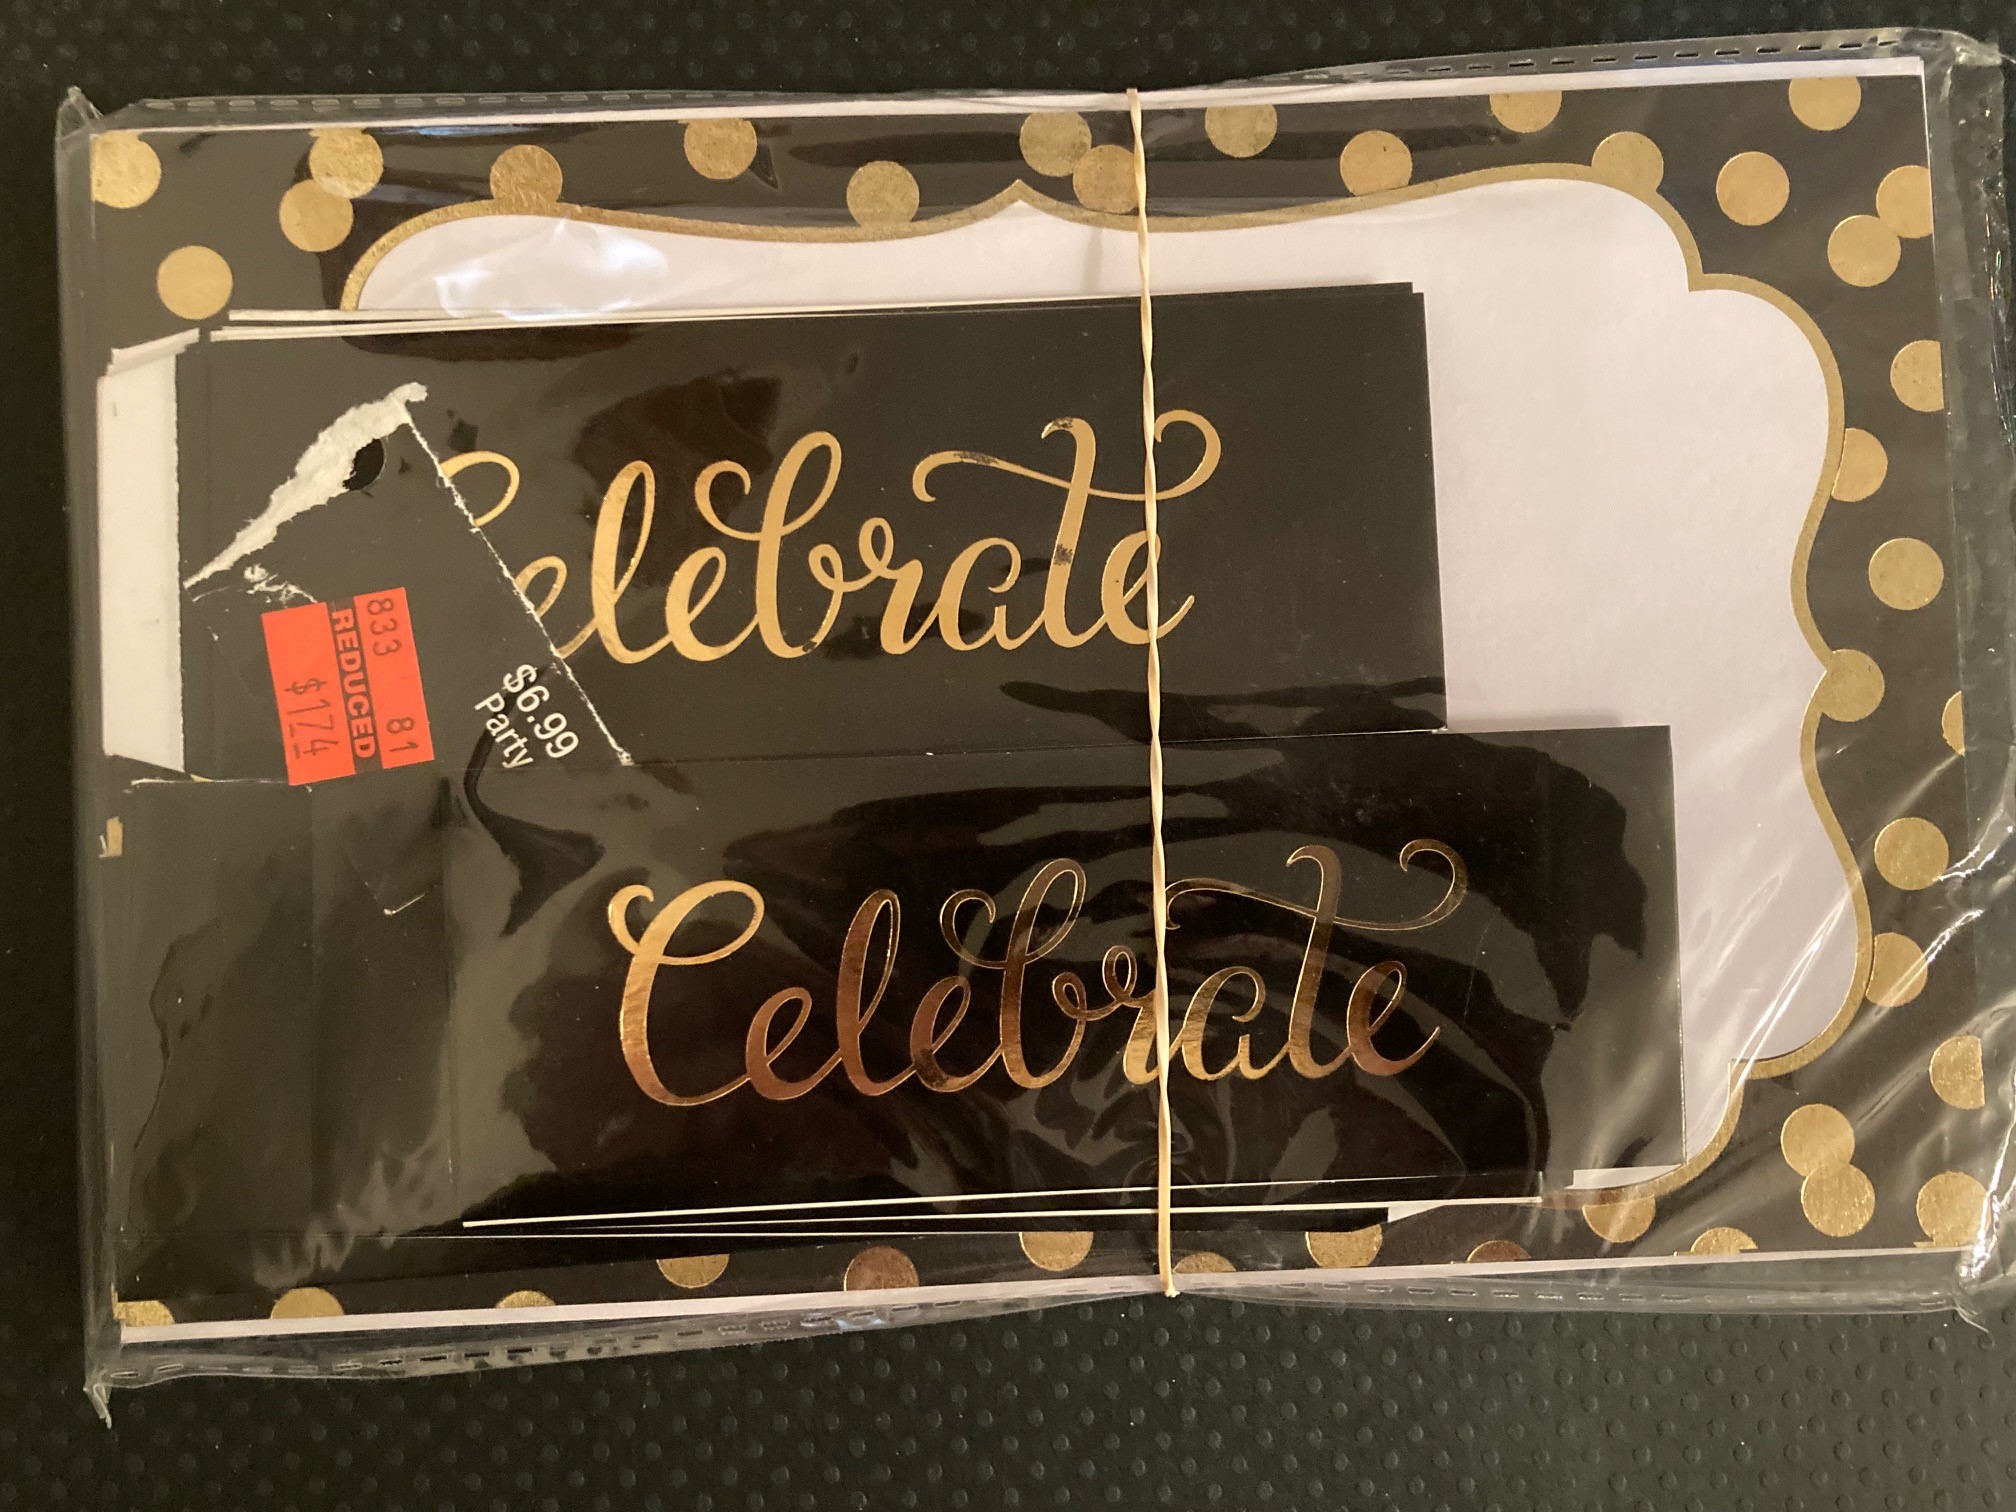 Celebrate
833 81
REDUCED
$1.74
$6.99
Party
Celebrate